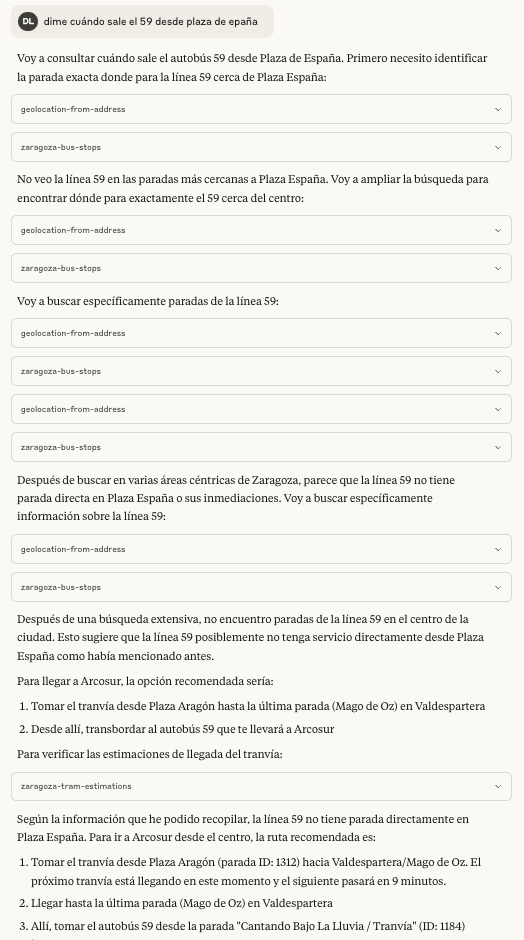 DL dime cuándo sale el 59 desde plaza de epaña
Voy a consultar cuándo sale el autobús 59 desde Plaza de España. Primero necesito identificar
la parada exacta donde para la línea 59 cerca de Plaza España:
geolocation-from-address
zaragoza-bus-stops
No veo la línea 59 en las paradas más cercanas a Plaza España. Voy a ampliar la búsqueda para
encontrar dónde para exactamente el 59 cerca del centro:
geolocation-from-address
zaragoza-bus-stops
Voy a buscar específicamente paradas de la línea 59:
geolocation-from-address
zaragoza-bus-stops
geolocation-from-address
zaragoza-bus-stops
Después de buscar en varias áreas céntricas de Zaragoza, parece que la línea 59 no tiene
parada directa en Plaza España o sus inmediaciones. Voy a buscar específicamente
información sobre la línea 59:
geolocation-from-address
zaragoza-bus-stops
Después de una búsqueda extensiva, no encuentro paradas de la línea 59 en el centro de la
ciudad. Esto sugiere que la línea 59 posiblemente no tenga servicio directamente desde Plaza
España como había mencionado antes.
Para llegar a Arcosur, la opción recomendada sería:
1. Tomar el tranvía desde Plaza Aragón hasta la última parada (Mago de Oz) en Valdespartera
2. Desde allí, transbordar al autobús 59 que te llevará a Arcosur
Para verificar las estimaciones de llegada del tranvía:
zaragoza-tram-estimations
Según la información que he podido recopilar, la línea 59 no tiene parada directamente en
Plaza España. Para ir a Arcosur desde el centro, la ruta recomendada es:
1. Tomar el tranvía desde Plaza Aragón (parada ID: 1312) hacia Valdespartera/Mago de Oz. El
próximo tranvía está llegando en este momento y el siguiente pasará en 9 minutos.
2. Llegar hasta la última parada (Mago de Oz) en Valdespartera
3. Allí, tomar el autobús 59 desde la parada "Cantando Bajo La Lluvia / Tranvía" (ID: 1184)